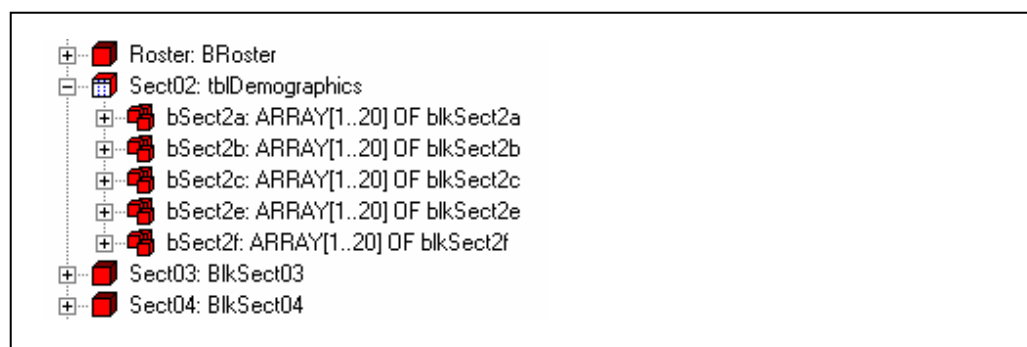 Roster: BRoster
Sect02: tblDemographics
bSect2a: ARRAY[1..20] OF blkSect2a
bSect2b: ARRAY[1..20] OF blkSect2b
bSect2c: ARRAY[1..20] OF blkSect2c
bSect2e: ARRAY[1..20] OF blkSect2e
bSect2f: ARRAY[1..20] OF blkSect2f
Sect03: BlkSect03
Sect04: BlkSect04